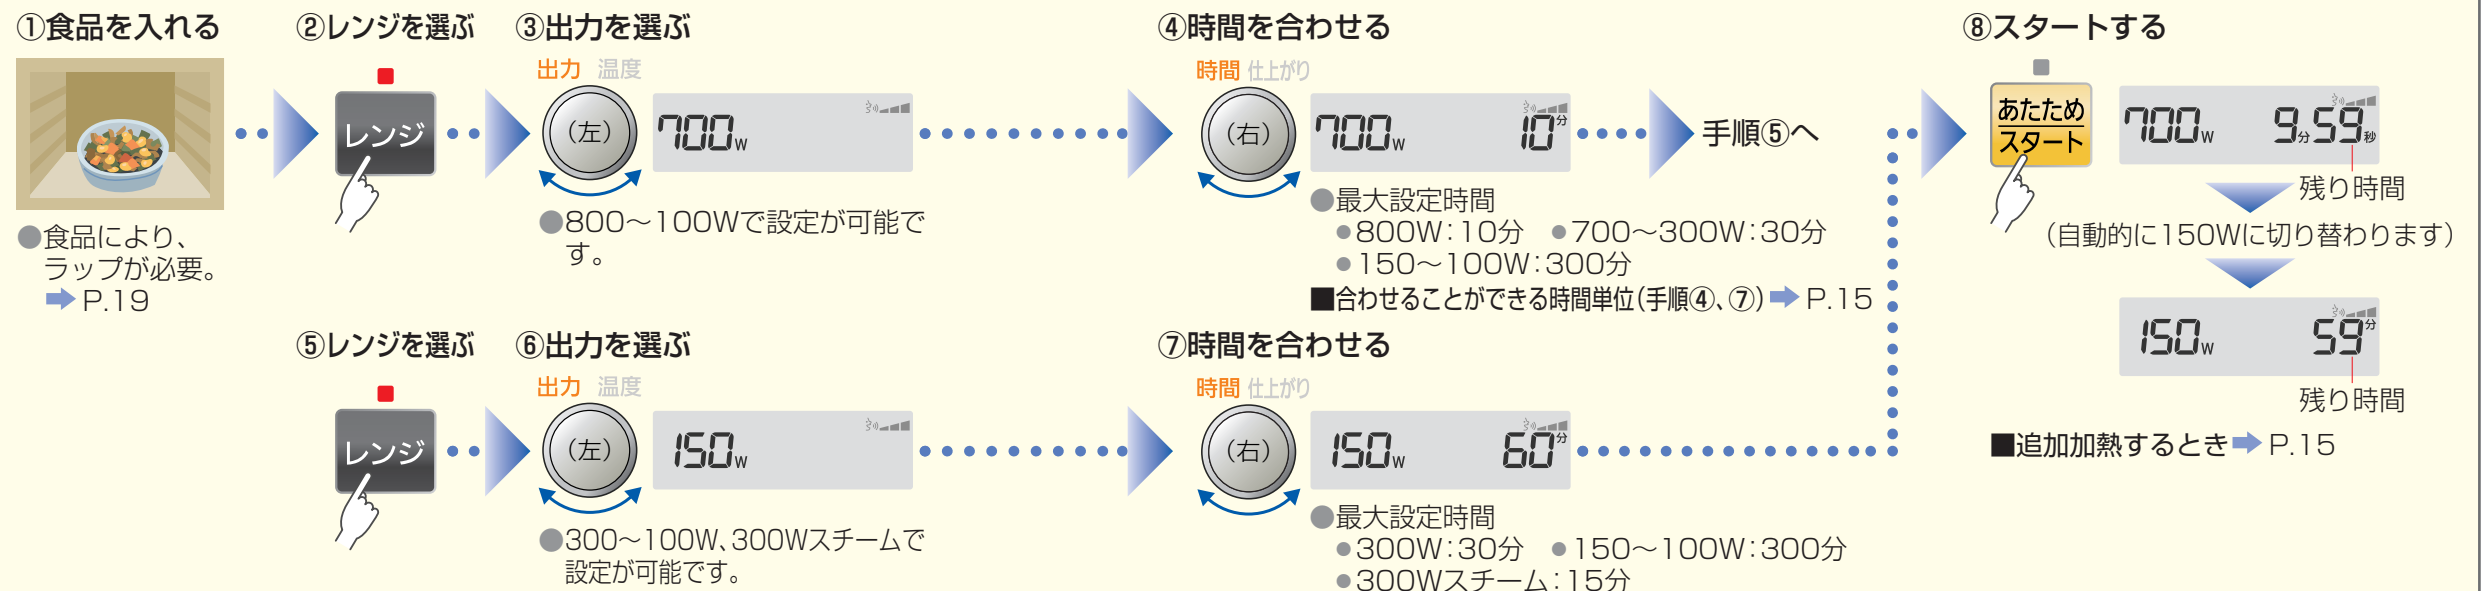 ①食品を入れる
●食品により、
ラップが必要。
➡ P.19
②レンジを選ぶ
レンジ
③出力を選ぶ
出力 温度
(左)
700W
●800〜100Wで設定が可能で
す。
④時間を合わせる
時間 仕上がり
(右)
700W 10分
手順⑤へ
●最大設定時間
●800W:10分 ●700〜300W:30分
●150〜100W:300分
■合わせることができる時間単位(手順④、⑦)➡ P.15
⑤レンジを選ぶ
レンジ
⑥出力を選ぶ
出力 温度
(左)
150W
●300〜100W、300Wスチームで
設定が可能です。
⑦時間を合わせる
時間 仕上がり
(右)
150W 60分
●最大設定時間
●300W:30分 ●150〜100W:300分
●300Wスチーム:15分
⑧スタートする
あたため
スタート
700W 9分59秒
残り時間
(自動的に150Wに切り替わります)
150W 59分
残り時間
■追加加熱するとき➡ P.15